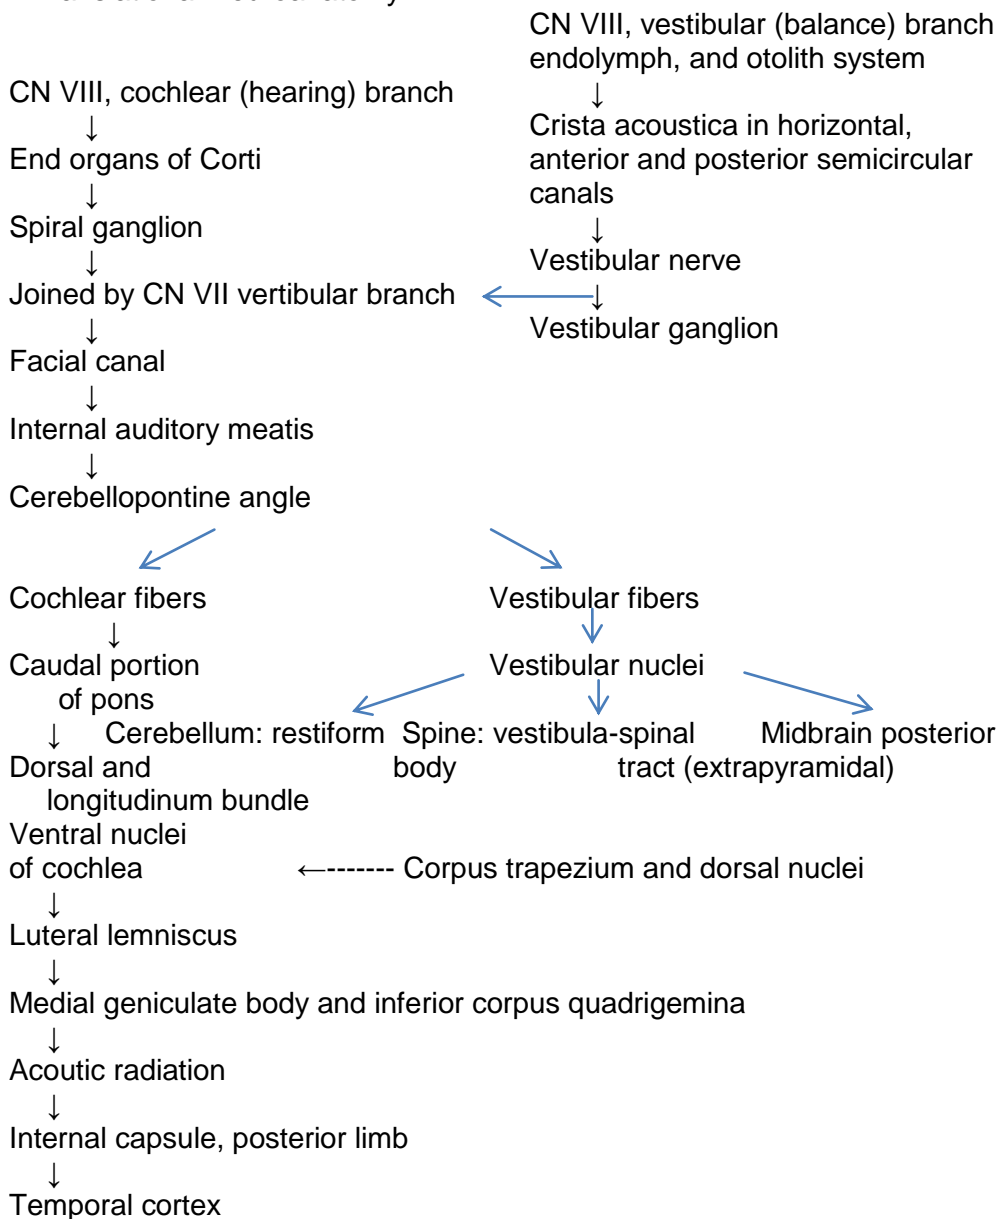 CN VIII, vestibular (balance) branch
endolymph, and otolith system
CN VIII, cochlear (hearing) branch
↓
↓
Crista acoustica in horizontal,
anterior and posterior semicircular
canals
End organs of Corti
↓
Spiral ganglion
↓
↓
Vestibular nerve
Joined by CN VII vertibular branch
↓
↓
Vestibular ganglion
Facial canal
↓
Internal auditory meatis
↓
Cerebellopontine angle
Cochlear fibers Vestibular fibers
↓
Caudal portion Vestibular nuclei
of pons
↓ Cerebellum: restiform Spine: vestibula-spinal Midbrain posterior
Dorsal and body tract (extrapyramidal)
longitudinum bundle
Ventral nuclei
of cochlea ←------- Corpus trapezium and dorsal nuclei
↓
Luteral lemniscus
↓
Medial geniculate body and inferior corpus quadrigemina
↓
Acoutic radiation
↓
Internal capsule, posterior limb
↓
Temporal cortex